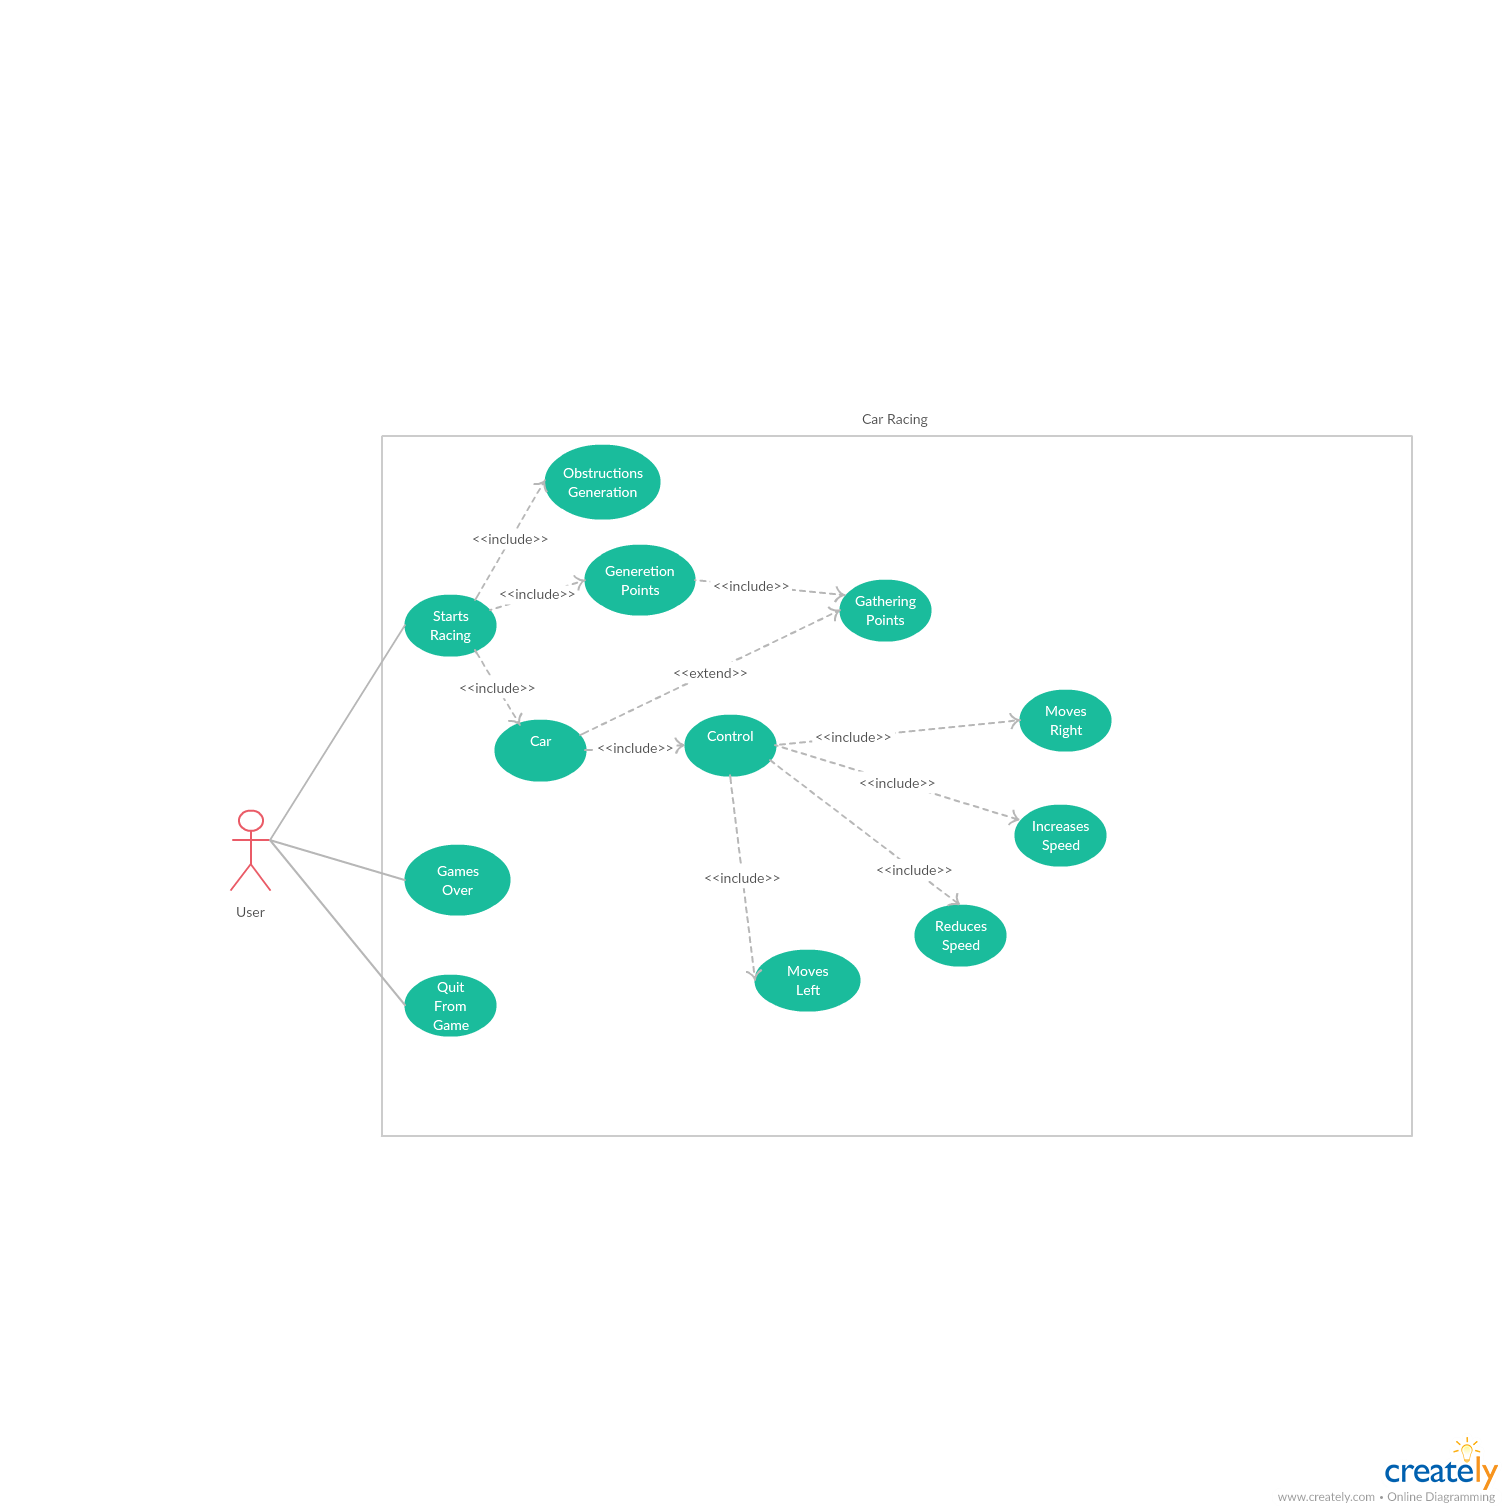 Car Racing
Obstructions
Generation
<<include>>
Generetion
Points
<<include>>
<<include>>
Gathering
Points
Starts
Racing
<<extend>>
<<include>>
Moves
Right
Control
<<include>>
Car
<<include>>
<<include>>
Increases
Speed
<<include>>
<<include>>
Games
Over
User
Reduces
Speed
Moves
Left
Quit
From
Game
creately
www.creately.com • Online Diagramming